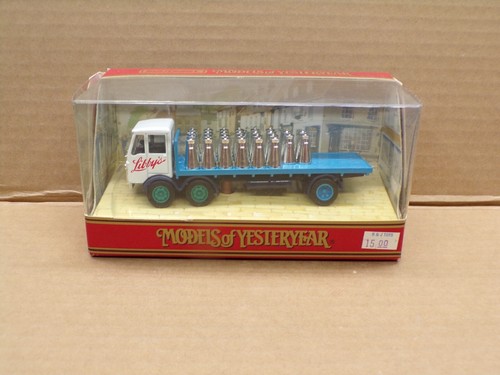 Libby's
MODELS of YESTERYEAR
15.00